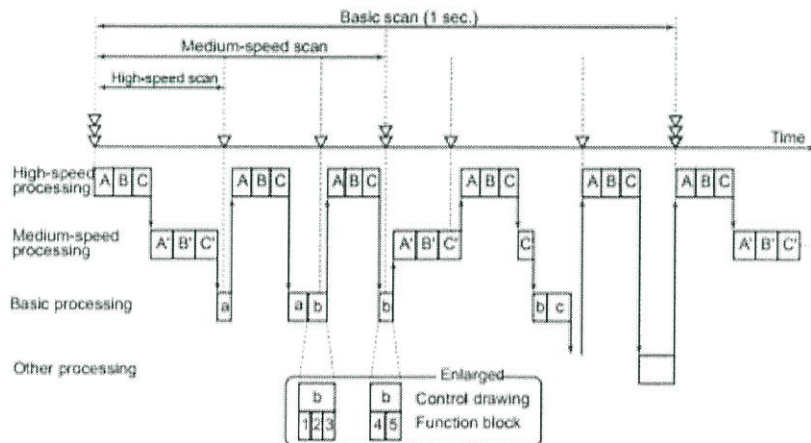 Basic scan (1 sec.)
Medium-speed scan
High-speed scan
Time
High-speed processing
A B C A B C A B C A B C A B C A B C
Medium-speed processing
A' B' C' A' B' C' C A' B' C'
Basic processing
a a b b b c
Other processing
Enlarged
b b Control drawing
1 2 3 4 5 Function block